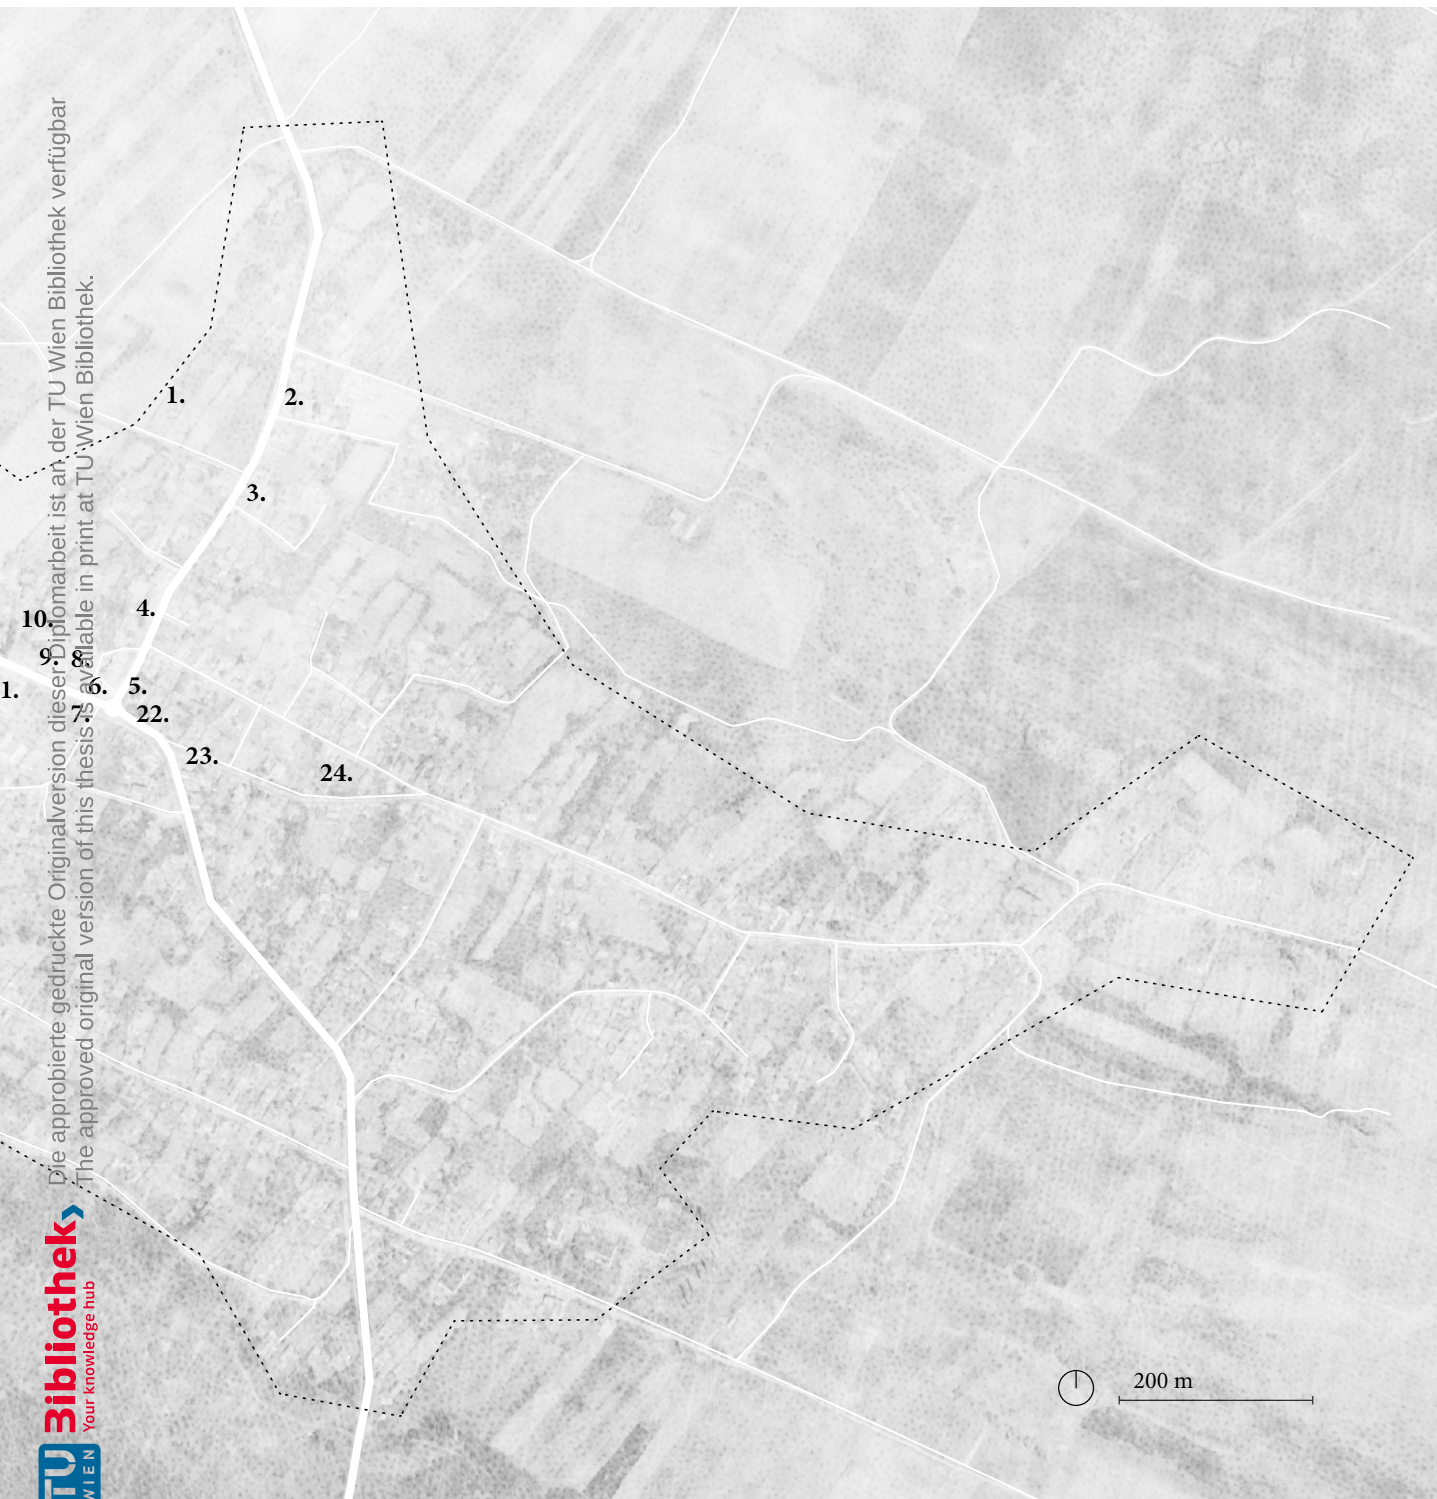 1.
2.
3.
4.
10.
9. 8.
1.
6. 5.
7. 22.
23.
24.
200 m
Die approbierte gedruckte Originalversion dieser Diplomarbeit ist an der TU Wien Bibliothek verfügbar
The approved original version of this thesis is available in print at TU Wien Bibliothek.
Bibliothek
Your knowledge hub
TU
WIEN